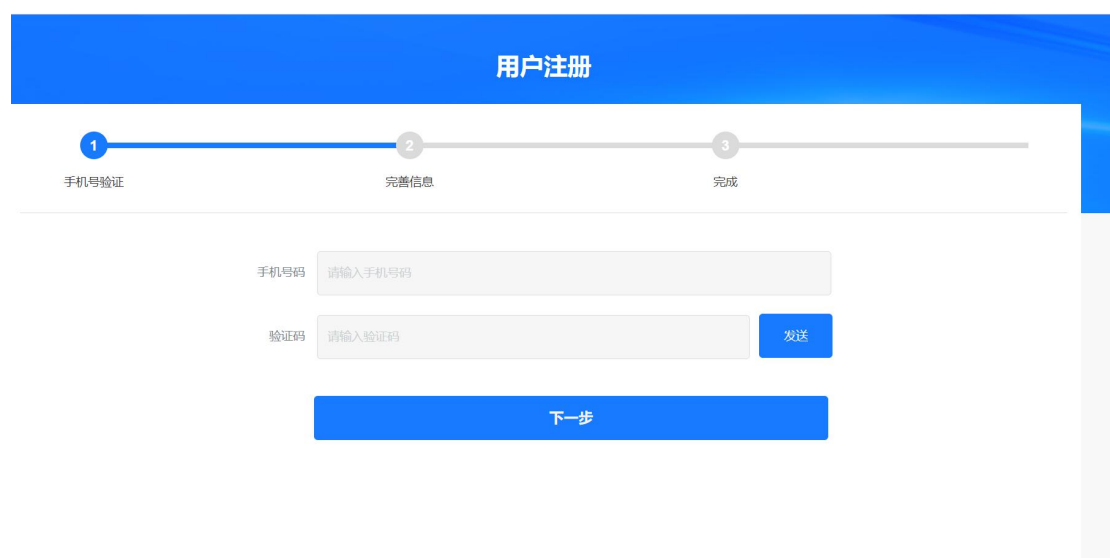 用户注册
1 2 3
手机号验证 完善信息 完成
手机号码 请输入手机号码
验证码 请输入验证码 发送
下一步